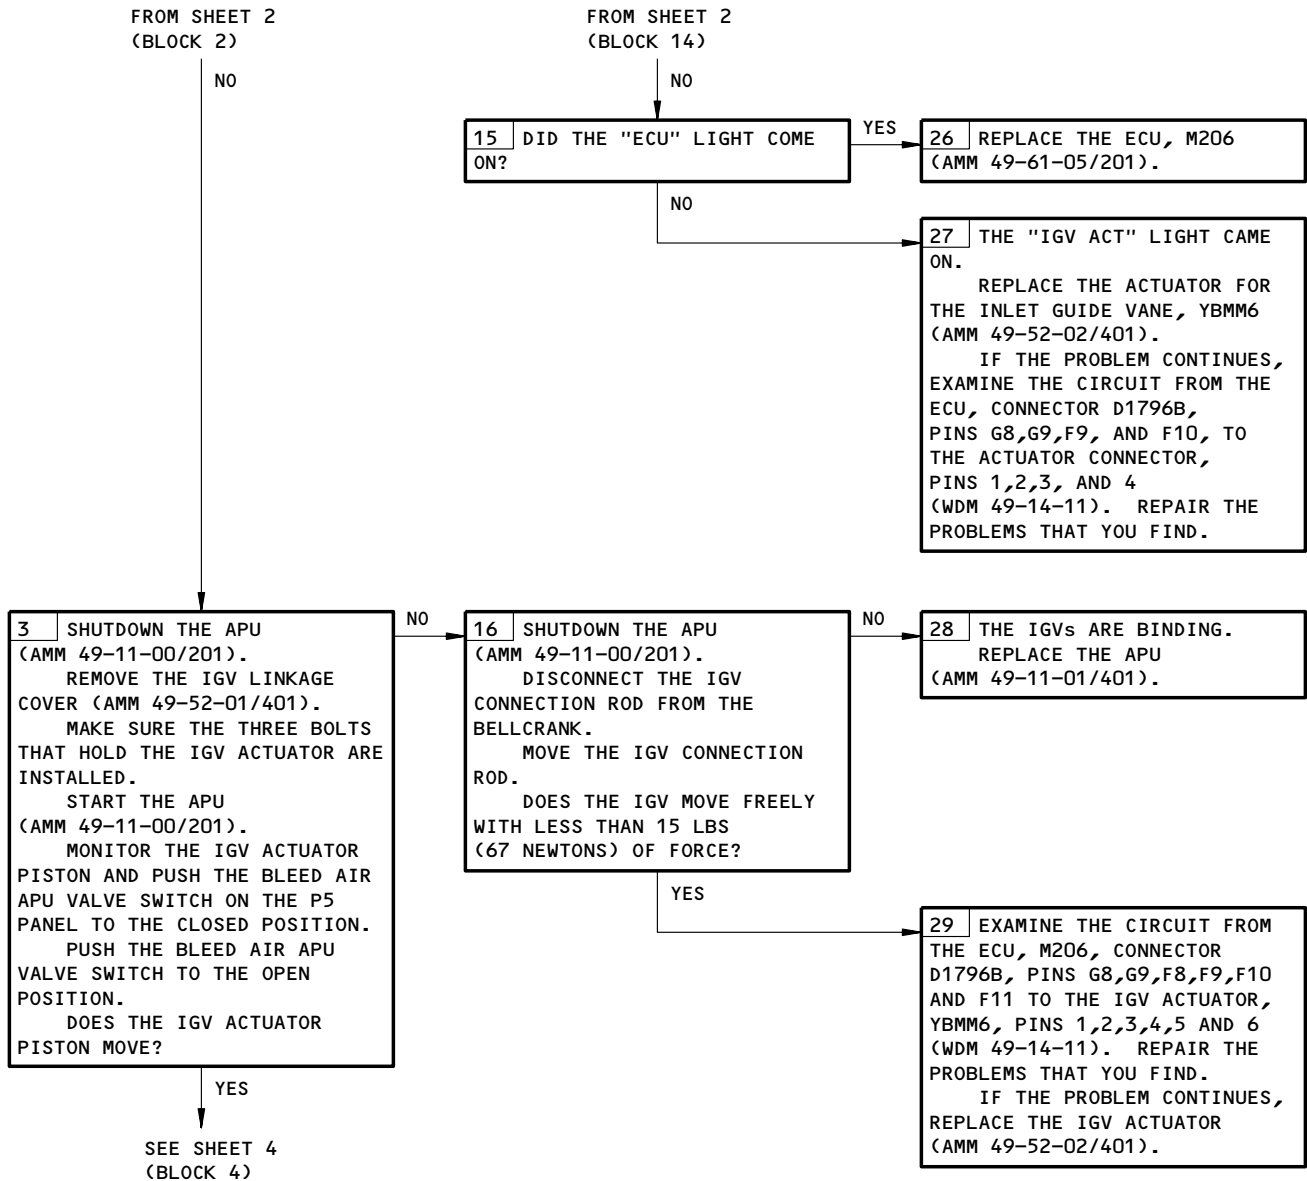 FROM SHEET 2
(BLOCK 2)
NO
FROM SHEET 2
(BLOCK 14)
NO
15 DID THE "ECU" LIGHT COME
ON?
YES
26 REPLACE THE ECU, M206
(AMM 49-61-05/201).
NO
27 THE "IGV ACT" LIGHT CAME
ON.
REPLACE THE ACTUATOR FOR
THE INLET GUIDE VANE, YBMM6
(AMM 49-52-02/401).
IF THE PROBLEM CONTINUES,
EXAMINE THE CIRCUIT FROM THE
ECU, CONNECTOR D1796B,
PINS G8,G9,F9, AND F10, TO
THE ACTUATOR CONNECTOR,
PINS 1,2,3, AND 4
(WDM 49-14-11). REPAIR THE
PROBLEMS THAT YOU FIND.
3 SHUTDOWN THE APU
(AMM 49-11-00/201).
REMOVE THE IGV LINKAGE
COVER (AMM 49-52-01/401).
MAKE SURE THE THREE BOLTS
THAT HOLD THE IGV ACTUATOR ARE
INSTALLED.
START THE APU
(AMM 49-11-00/201).
MONITOR THE IGV ACTUATOR
PISTON AND PUSH THE BLEED AIR
APU VALVE SWITCH ON THE P5
PANEL TO THE CLOSED POSITION.
PUSH THE BLEED AIR APU
VALVE SWITCH TO THE OPEN
POSITION.
DOES THE IGV ACTUATOR
PISTON MOVE?
NO
16 SHUTDOWN THE APU
(AMM 49-11-00/201).
DISCONNECT THE IGV
CONNECTION ROD FROM THE
BELLCRANK.
MOVE THE IGV CONNECTION
ROD.
DOES THE IGV MOVE FREELY
WITH LESS THAN 15 LBS
(67 NEWTONS) OF FORCE?
NO
28 THE IGVs ARE BINDING.
REPLACE THE APU
(AMM 49-11-01/401).
YES
29 EXAMINE THE CIRCUIT FROM
THE ECU, M206, CONNECTOR
D1796B, PINS G8,G9,F8,F9,F10
AND F11 TO THE IGV ACTUATOR,
YBMM6, PINS 1,2,3,4,5 AND 6
(WDM 49-14-11). REPAIR THE
PROBLEMS THAT YOU FIND.
IF THE PROBLEM CONTINUES,
REPLACE THE IGV ACTUATOR
(AMM 49-52-02/401).
YES
SEE SHEET 4
(BLOCK 4)